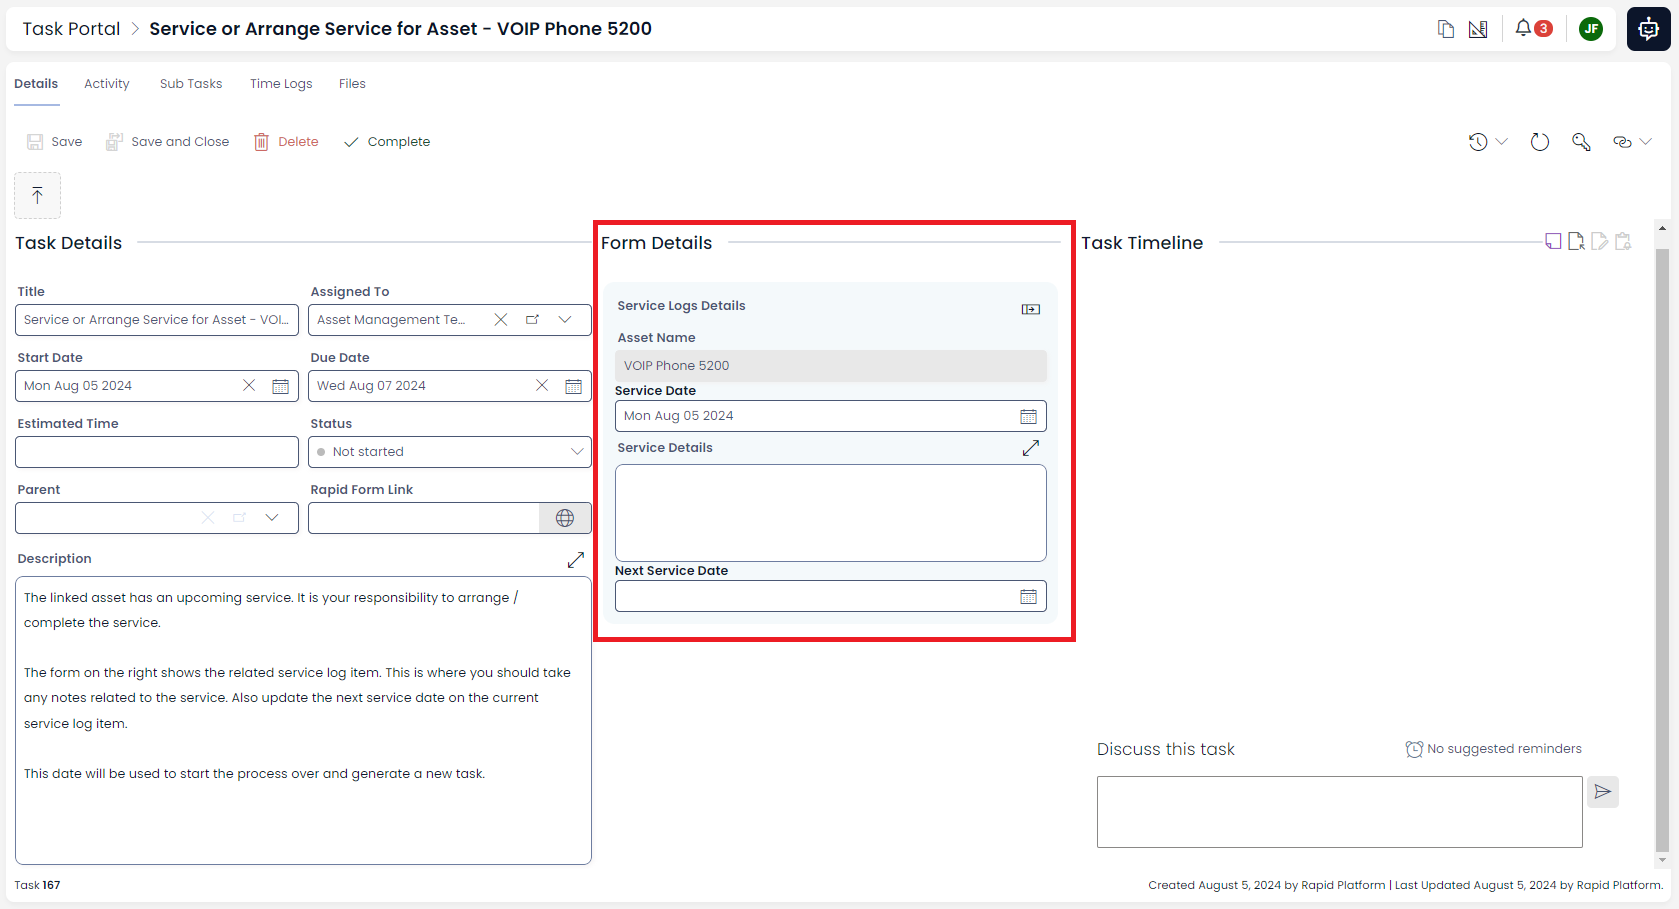 Task Portal > Service or Arrange Service for Asset - VOIP Phone 5200
3
JF
Details Activity Sub Tasks Time Logs Files
Save Save and Close Delete Complete
Task Details
Title
Service or Arrange Service for Asset - VOI...
Assigned To
Asset Management Te...
Start Date
Mon Aug 05 2024
Due Date
Wed Aug 07 2024
Estimated Time
Status
Not started
Parent
Rapid Form Link
Description
The linked asset has an upcoming service. It is your responsibility to arrange /
complete the service.
The form on the right shows the related service log item. This is where you should take
any notes related to the service. Also update the next service date on the current
service log item.
This date will be used to start the process over and generate a new task.
Form Details
Service Logs Details
Asset Name
VOIP Phone 5200
Service Date
Mon Aug 05 2024
Service Details
Next Service Date
Task Timeline
Discuss this task
No suggested reminders
Task 167
Created August 5, 2024 by Rapid Platform | Last Updated August 5, 2024 by Rapid Platform.